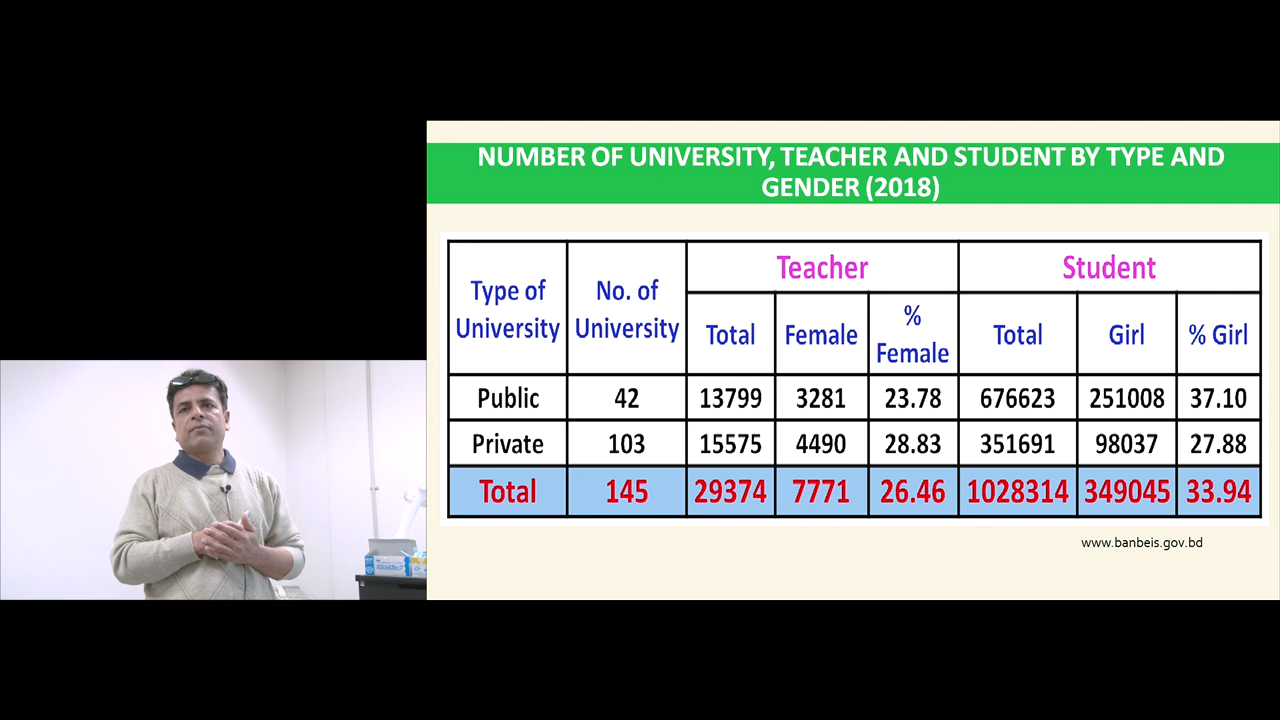 NUMBER OF UNIVERSITY, TEACHER AND STUDENT BY TYPE AND
GENDER (2018)
Type of
University
No. of
University
Teacher
Student
Total
Female
%
Female
Total
Girl
% Girl
Public 42 13799 3281 23.78 676623 251008 37.10
Private 103 15575 4490 28.83 351691 98037 27.88
Total 145 29374 7771 26.46 1028314 349045 33.94
www.banbeis.gov.bd